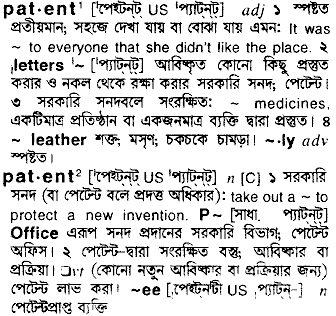 pat·ent¹ ['পেইটন্ট্ US 'প্যাটন্ট্] adj ১ স্পষ্টত
প্রতীয়মান; সহজে দেখা যায় বা বোঝা যায় এমন: It was
~ to everyone that she didn't like the place. ২
,letters '~ [প্যাটন্ট্] আবিষ্কৃত কোনো কিছু প্রস্তুত
করার ও নকল থেকে রক্ষা করার সরকারি সনদ; পেটেন্ট।
৩ সরকারি সনদবলে সংরক্ষিত: ~ medicines,
একটিমাত্র প্রতিষ্ঠান বা একজনমাত্র ব্যক্তি দ্বারা প্রস্তুত। ৪
~ leather শক্ত, মসৃণ, চকচকে চামড়া। ~·ly adv
স্পষ্টত।
pat·ent² ['পেইটন্ট্ US 'প্যাটন্ট্] n [C] ১ সরকারি
সনদ (বা পেটেন্ট বলে প্রদত্ত অধিকার): take out a ~ to
protect a new invention. P~ [সাধা. প্যাটন্ট্]
Office এরূপ সনদ প্রদানের সরকারি বিভাগ; পেটেন্ট
অফিস। ২ পেটেন্ট-দ্বারা সংরক্ষিত বস্তু, আবিষ্কার বা
প্রক্রিয়া। □vt (কোনো নতুন আবিষ্কার বা প্রক্রিয়ার জন্য)
পেটেন্ট লাভ করা। ~·ee [,পেইটন্'টী US ,প্যাটন্-] n
পেটেন্টপ্রাপ্ত ব্যক্তি